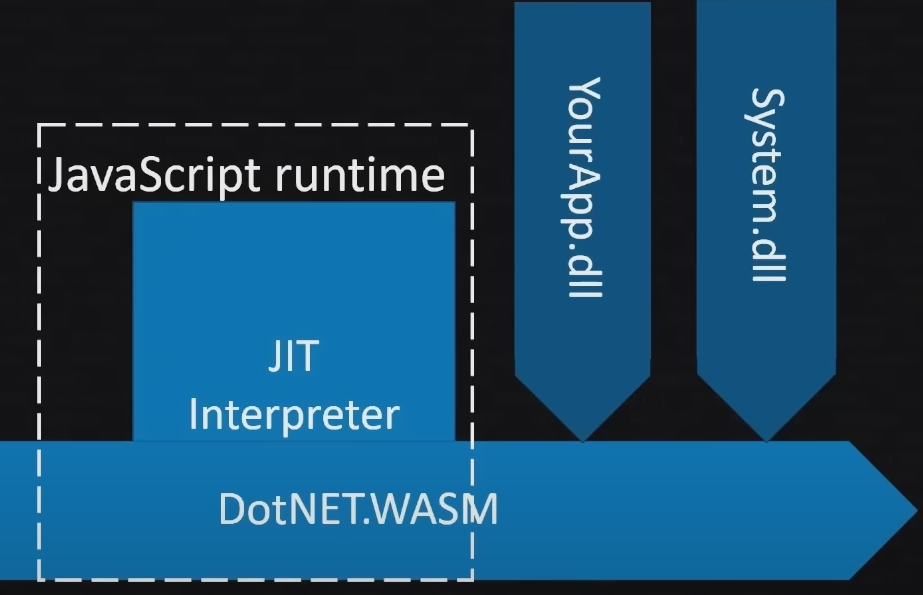 JavaScript runtime
JIT
Interpreter
DotNET.WASM
YourApp.dll
System.dll